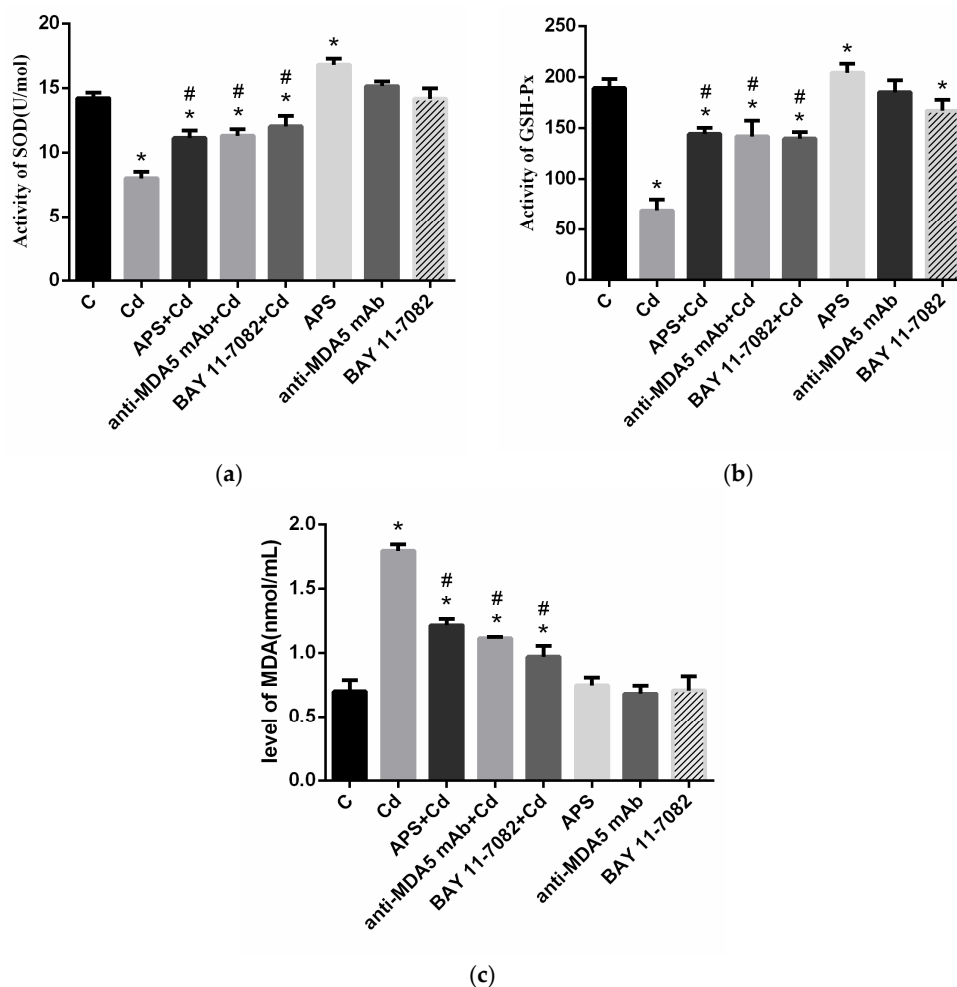 Activity of SOD(U/mol)
20
15
10
5
0
*
#
*
#
*
#
*
*
C
Cd
APS+Cd
anti-MDA5 mAb+Cd
BAY 11-7082+Cd
APS
anti-MDA5 mAb
BAY 11-7082
(a)
Activity of GSH-Px
250
200
150
100
50
0
*
#
*
#
*
#
*
*
*
C
Cd
APS+Cd
anti-MDA5 mAb+Cd
BAY 11-7082+Cd
APS
anti-MDA5 mAb
BAY 11-7082
(b)
level of MDA(nmol/mL)
2.0
1.5
1.0
0.5
0.0
*
#
*
#
*
#
*
C
Cd
APS+Cd
anti-MDA5 mAb+Cd
BAY 11-7082+Cd
APS
anti-MDA5 mAb
BAY 11-7082
(c)